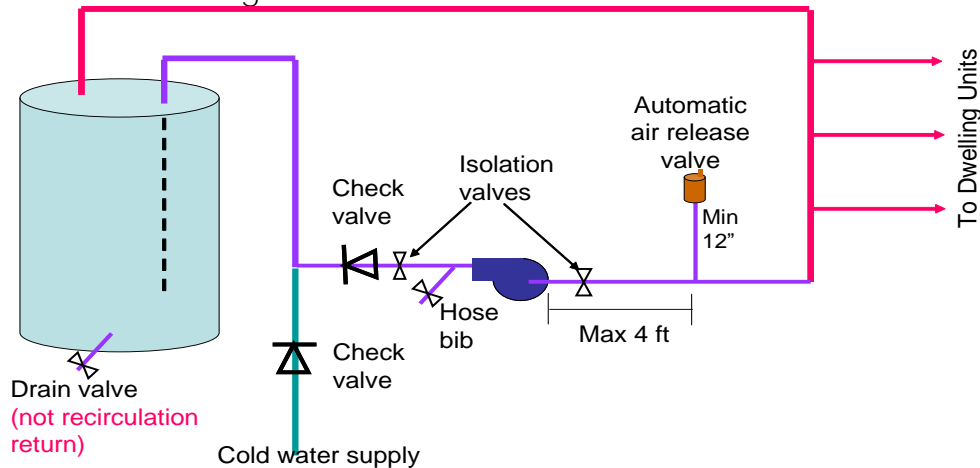 To Dwelling Units
Automatic
air release
valve
Isolation
valves
Check
valve
Min
12”
Hose
bib
Max 4 ft
Check
valve
Drain valve
(not recirculation
return)
Cold water supply